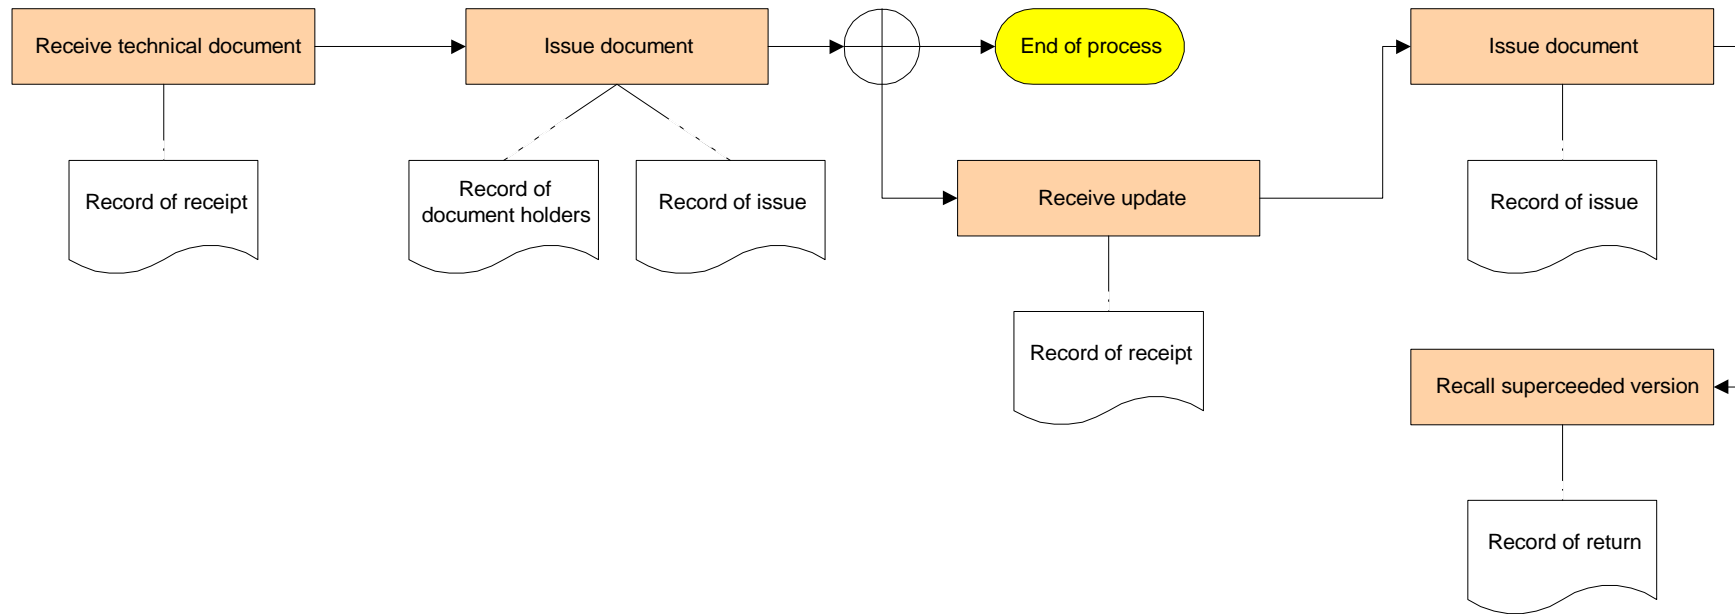 Receive technical document
Issue document
End of process
Issue document
Record of receipt
Record of
document holders
Record of issue
Receive update
Record of issue
Record of receipt
Recall superceeded version
Record of return